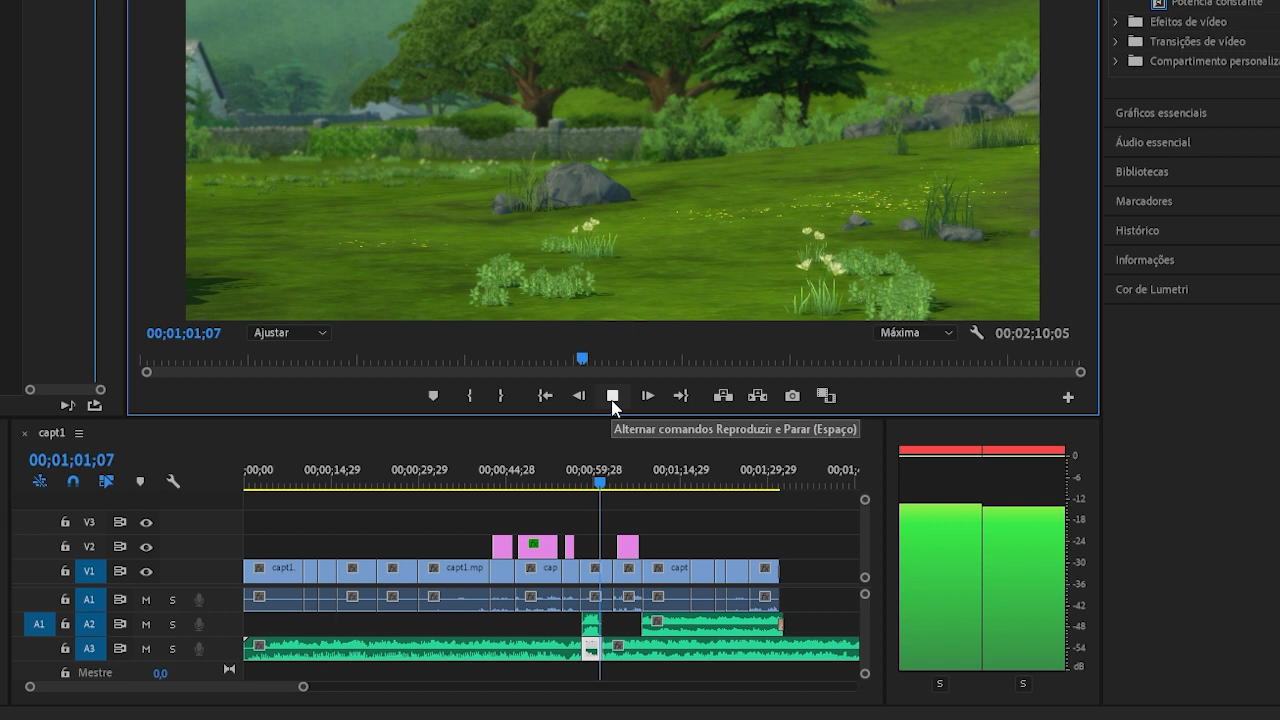 Potência constante
Efeitos de vídeo
Transições de vídeo
Compartimento personaliz
Gráficos essenciais
Áudio essencial
Bibliotecas
Marcadores
Histórico
Informações
Cor de Lumetri
00;01;01;07
Ajustar
Máxima
00;02;10;05
Alternar comandos Reproduzir e Parar (Espaço)
× capt1
00;01;01;07
;00;00 00;00;14;29 00;00;29;29 00;00;44;28 00;00;59;28 00;01;14;29 00;01;29;29 00;01;
V3
V2
V1
capt1. capt1.mp cap capt
A1 M S
A1 A2 M S
A3 M S
Mestre 0,0
0
-6
-12
-18
-24
-30
-36
-42
-48
-54
dB
S S